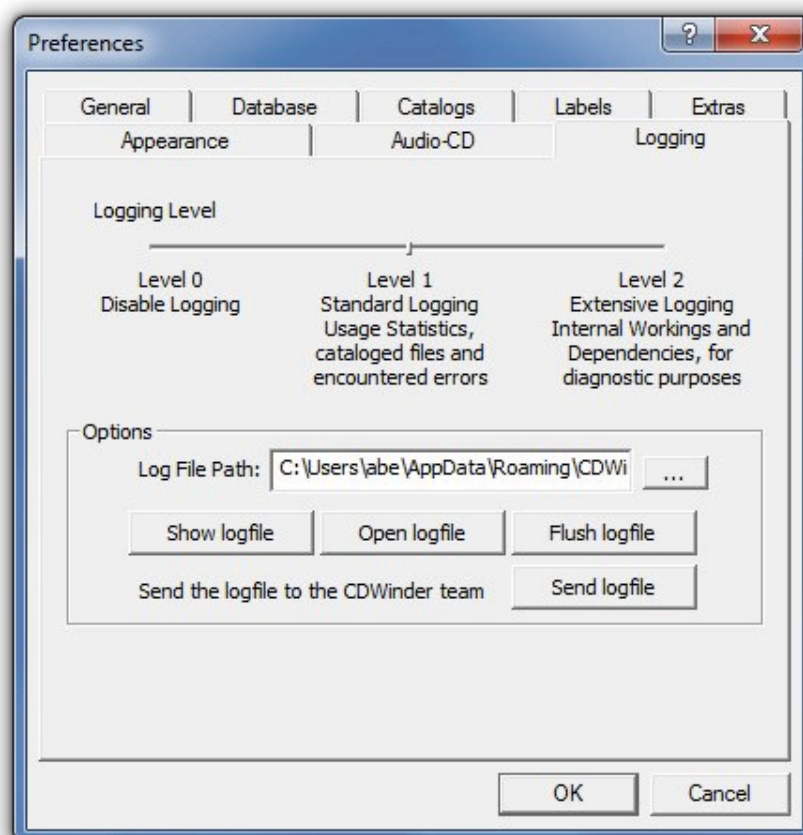 Preferences
?
X
General
Database
Catalogs
Labels
Extras
Appearance
Audio-CD
Logging
Logging Level
Level 0
Disable Logging
Level 1
Standard Logging
Usage Statistics,
cataloged files and
encountered errors
Level 2
Extensive Logging
Internal Workings and
Dependencies, for
diagnostic purposes
Options
Log File Path: C:\Users\abe\AppData\Roaming\CDWi ...
Show logfile
Open logfile
Flush logfile
Send the logfile to the CDWinder team
Send logfile
OK
Cancel